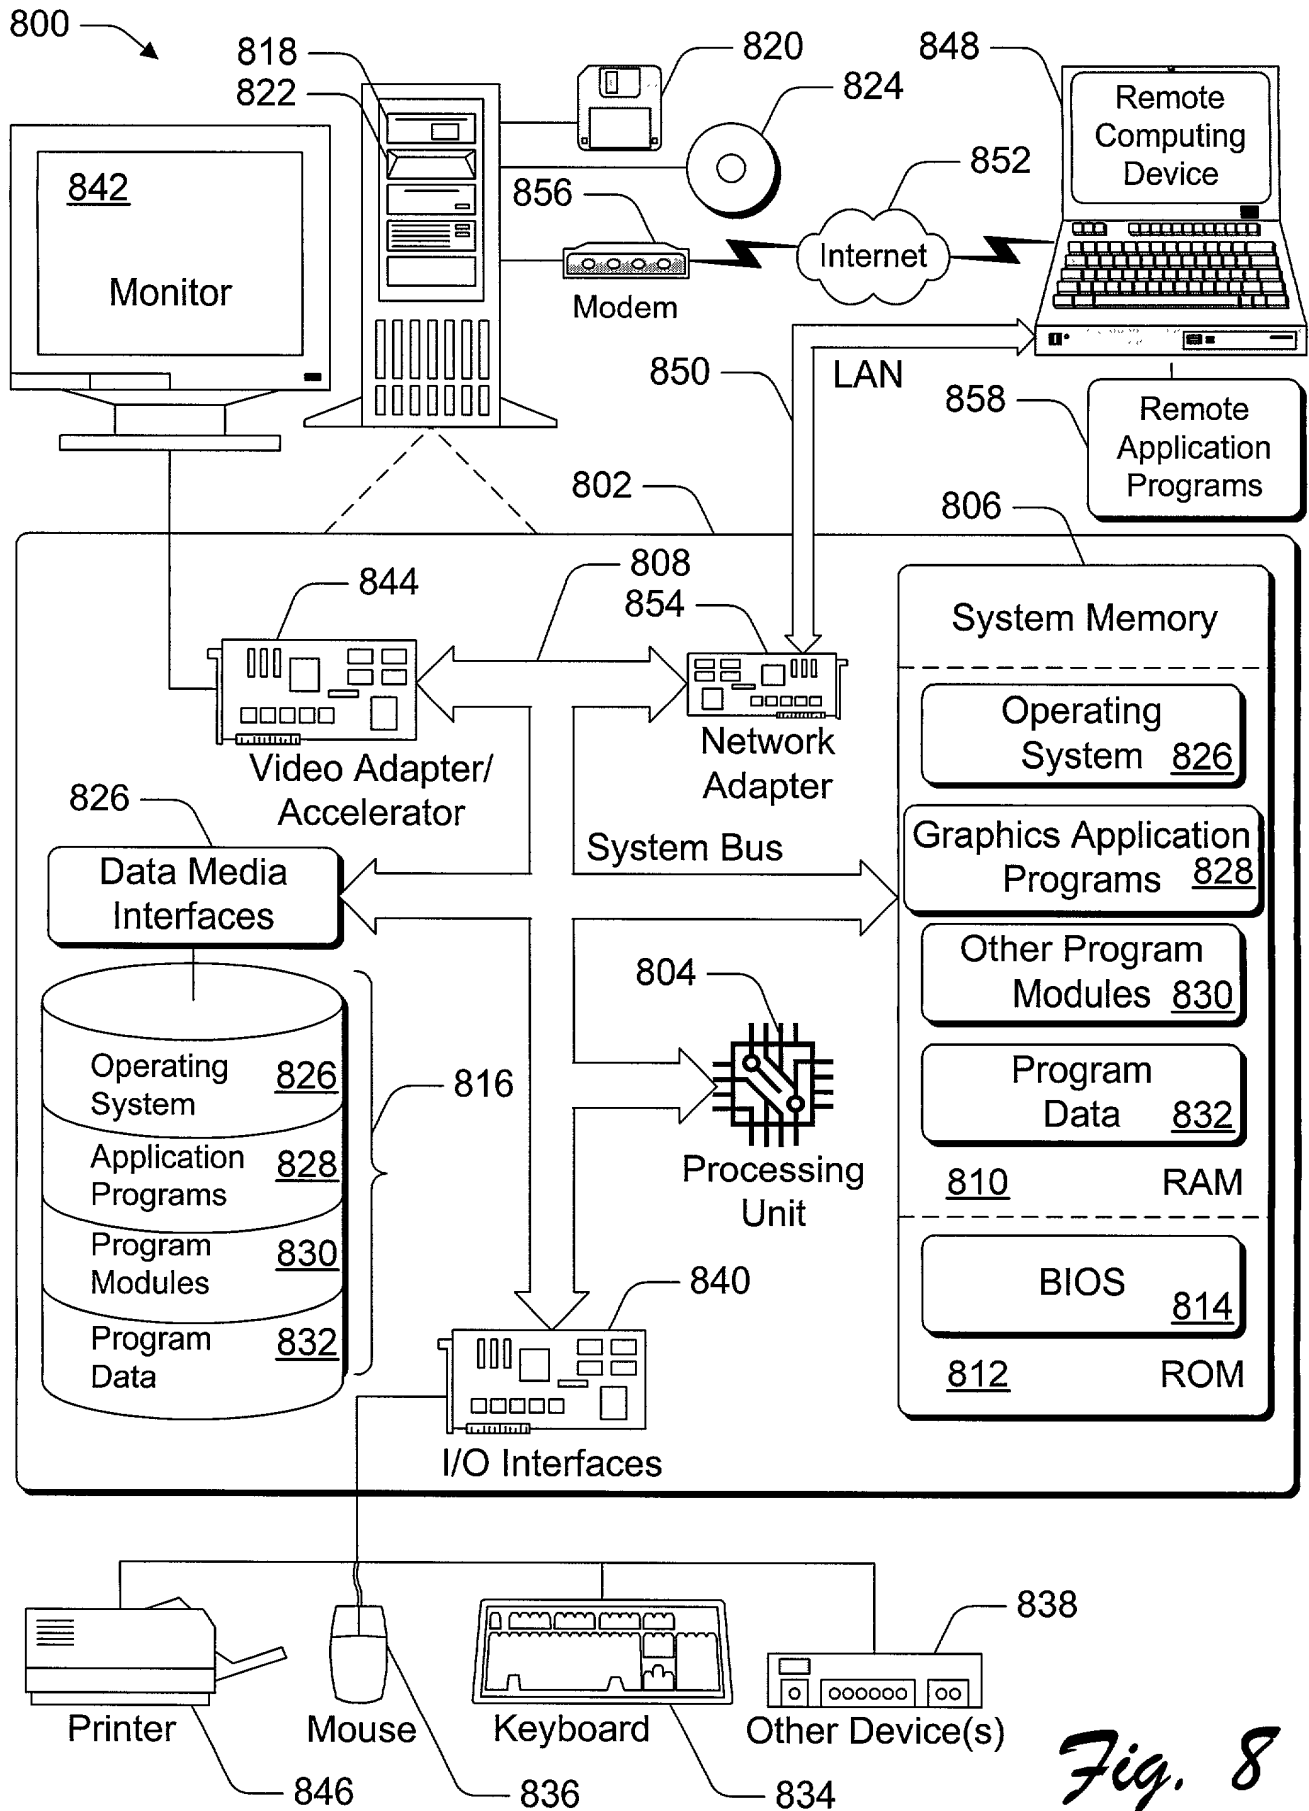 800
818
822
820
824
848
Remote
Computing
Device
842
Monitor
856
Modem
852
Internet
850
LAN
858
Remote
Application
Programs
802
806
844
808
854
System Memory
Video Adapter/
Accelerator
Network
Adapter
Operating
System 826
826
Data Media
Interfaces
System Bus
Graphics Application
Programs 828
Other Program
Modules 830
804
Processing
Unit
Program
Data 832
810 RAM
Operating
System 826
816
Application
Programs 828
Program
Modules 830
Program
Data 832
840
I/O Interfaces
BIOS
814
812 ROM
838
Printer
Mouse
Keyboard
Other Device(s)
846
836
834
Fig. 8